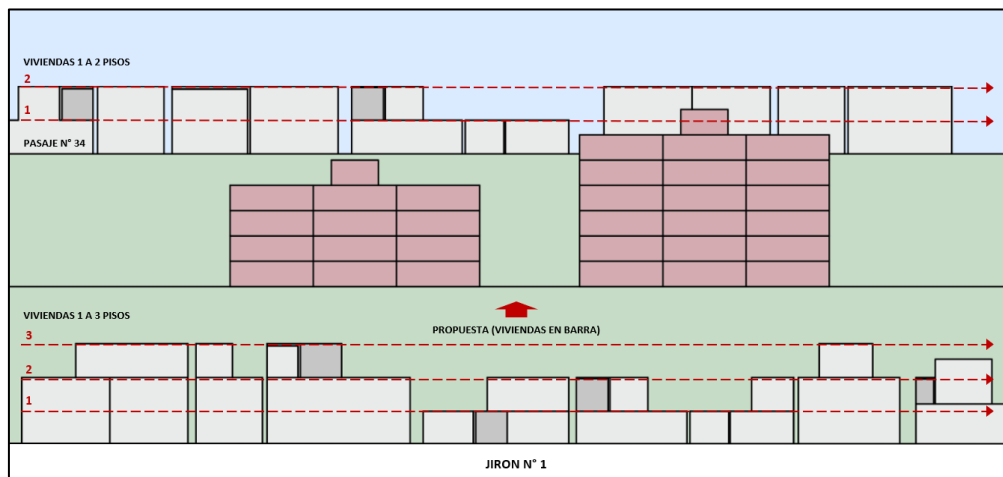 VIVIENDAS 1 A 2 PISOS
2
1
PASAJE N° 34
VIVIENDAS 1 A 3 PISOS
PROPUESTA (VIVIENDAS EN BARRA)
3
2
1
JIRON N° 1